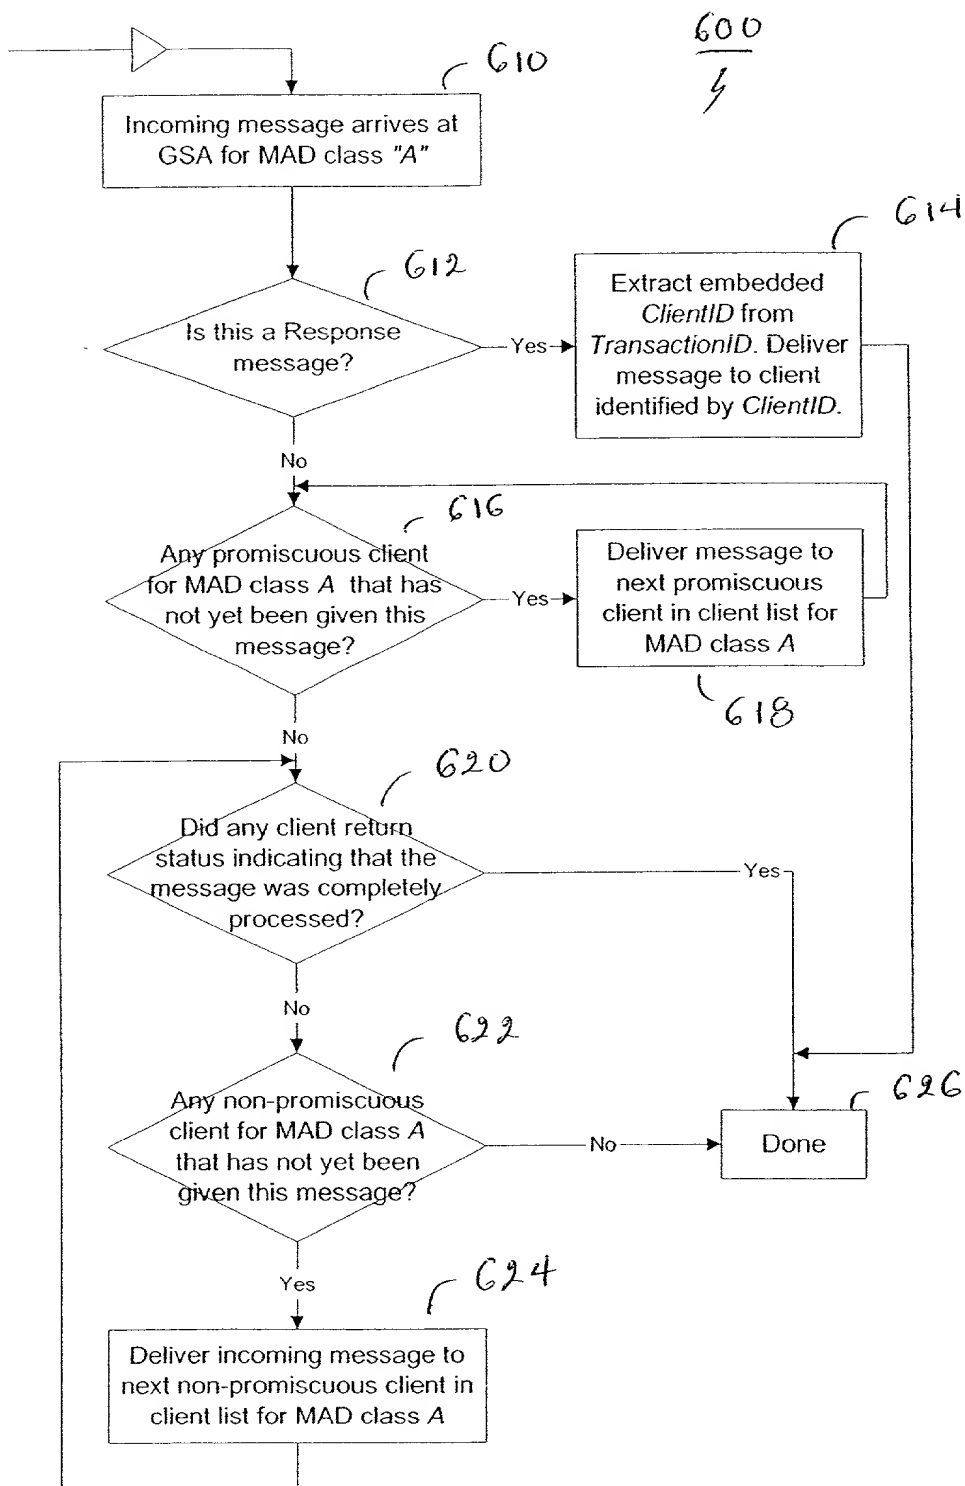 600
610
Incoming message arrives at
GSA for MAD class "A"
612
Is this a Response
message?
Yes
614
Extract embedded
ClientID from
TransactionID. Deliver
message to client
identified by ClientID.
No
616
Any promiscuous client
for MAD class A that has
not yet been given this
message?
Yes
Deliver message to
next promiscuous
client in client list for
MAD class A
618
No
620
Did any client return
status indicating that the
message was completely
processed?
Yes
No
622
Any non-promiscuous
client for MAD class A
that has not yet been
given this message?
No
626
Done
Yes
624
Deliver incoming message to
next non-promiscuous client in
client list for MAD class A